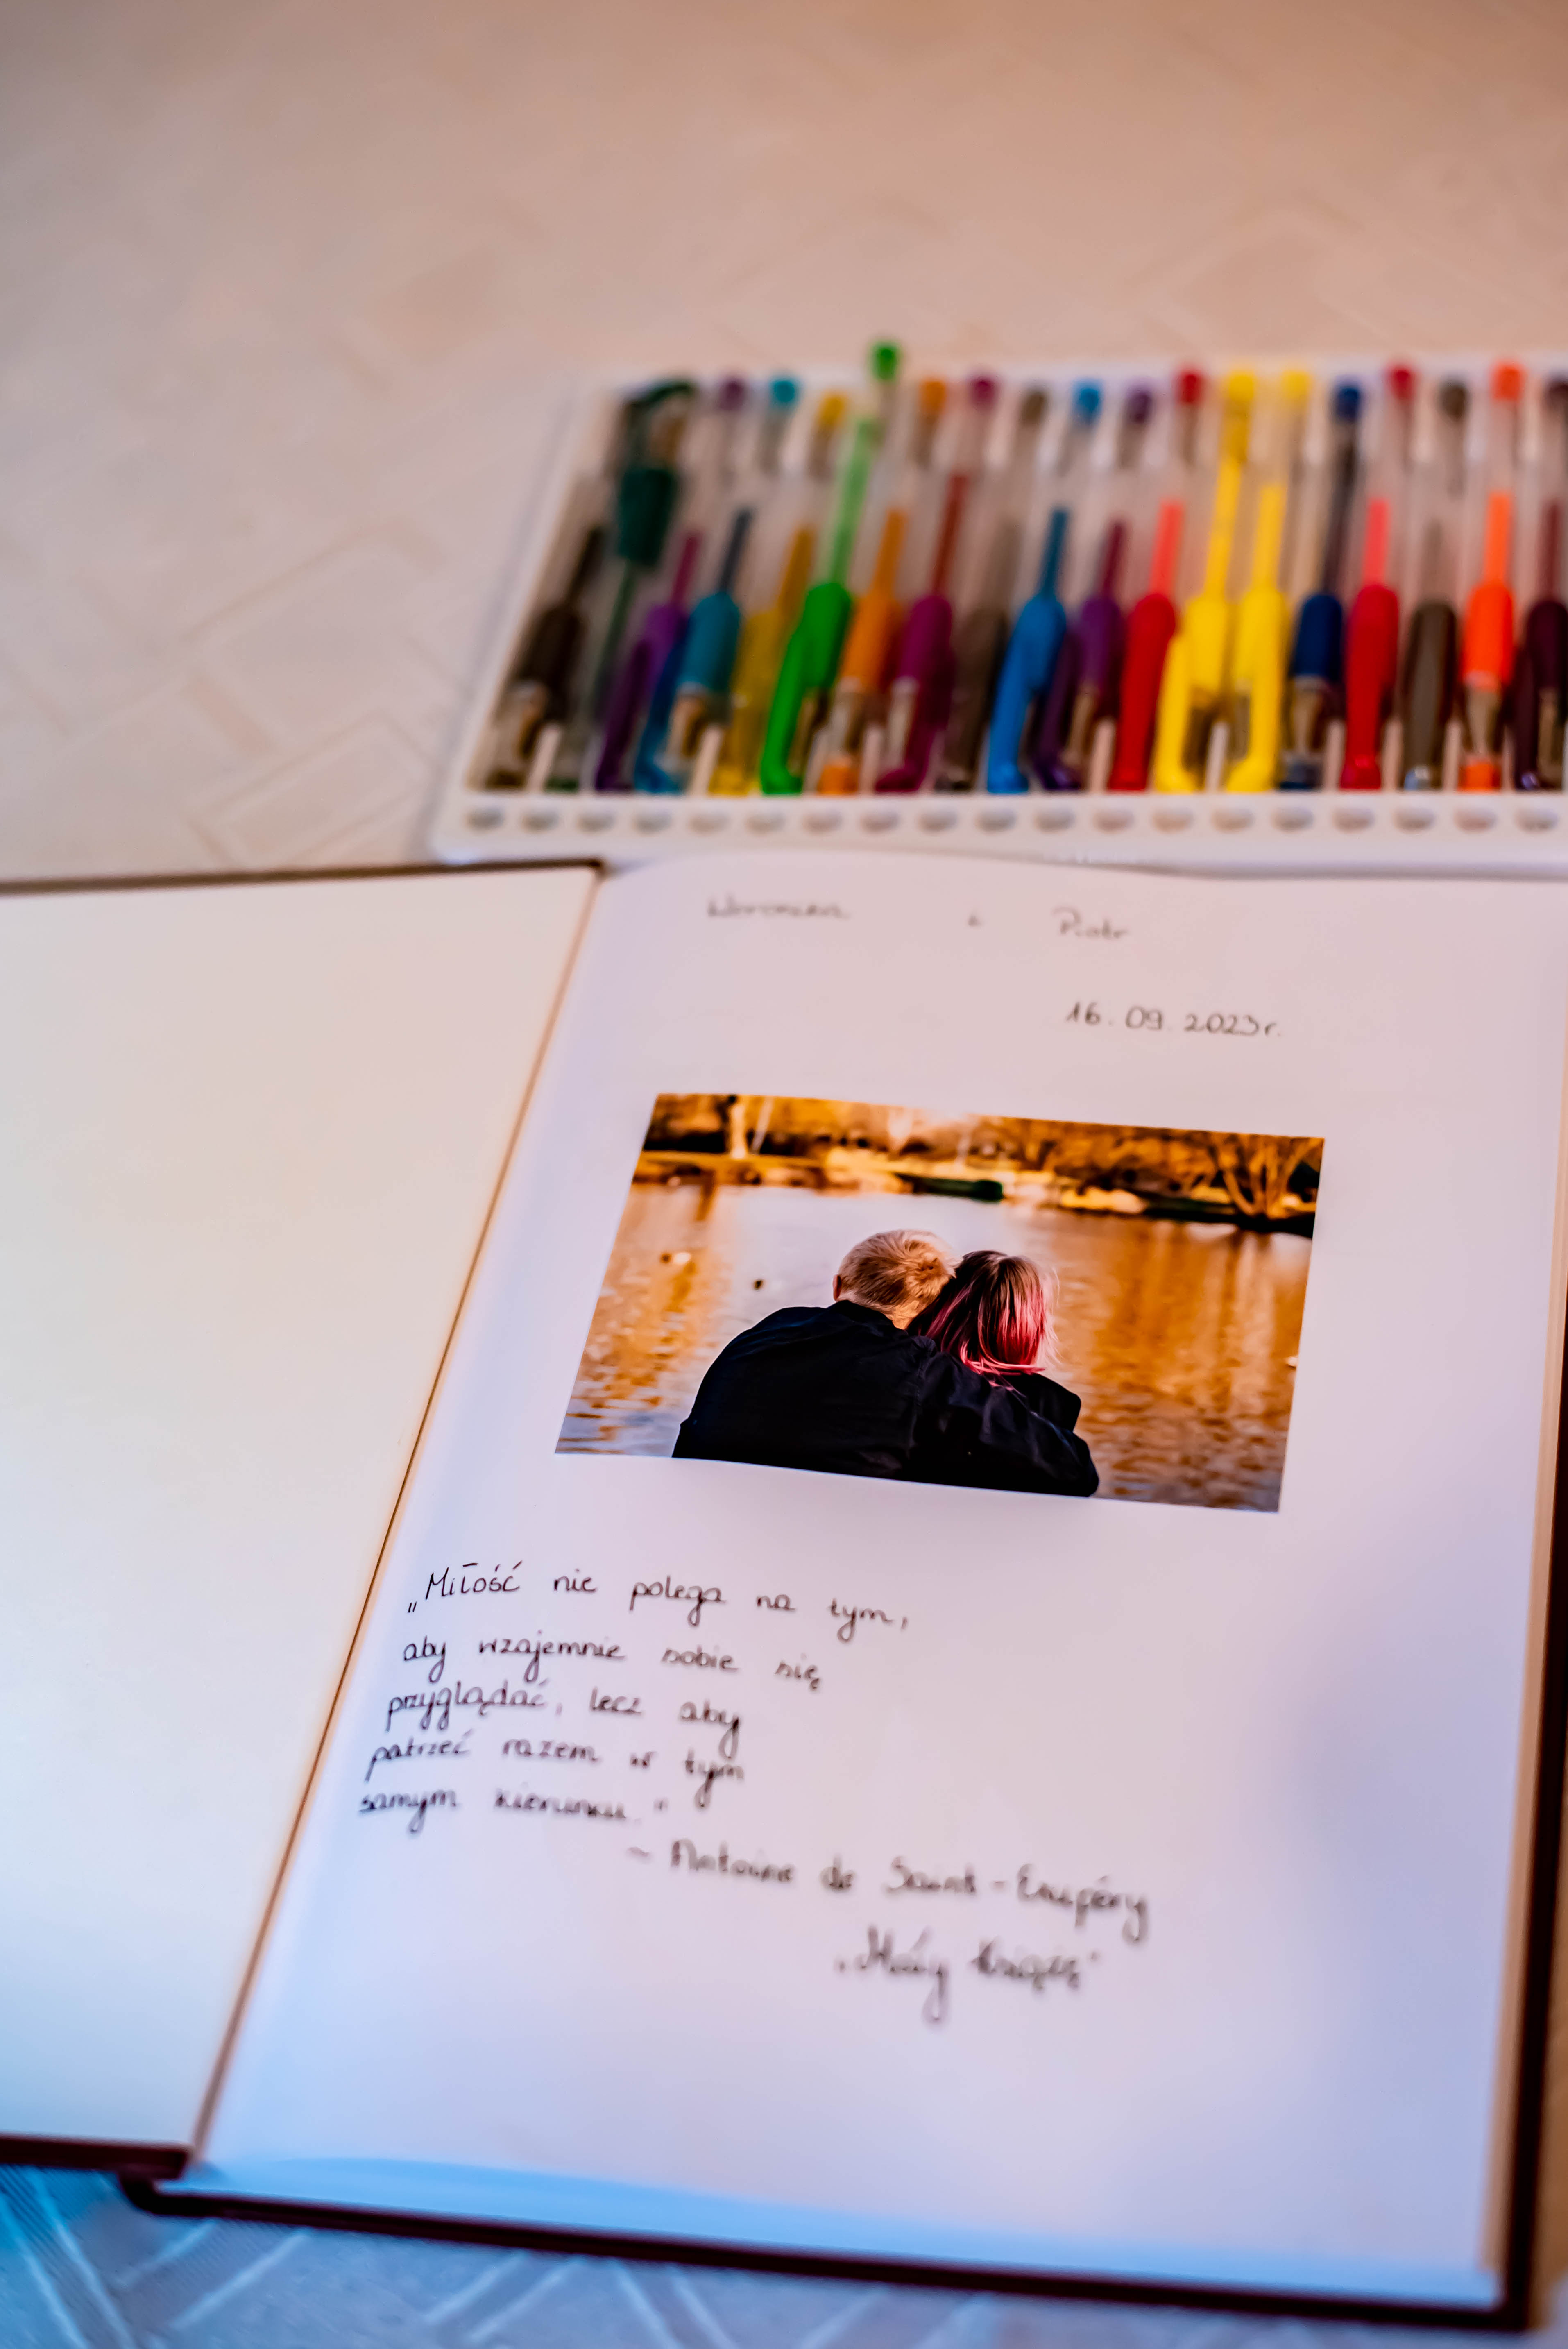 Weronika i Piotr
16.09.2023r.
„Miłość nie polega na tym,
aby wzajemnie sobie się
przyglądać, lecz aby
patrzeć razem w tym
samym kierunku."
~ Antoine de Saint-Exupéry
„Mały Książę"